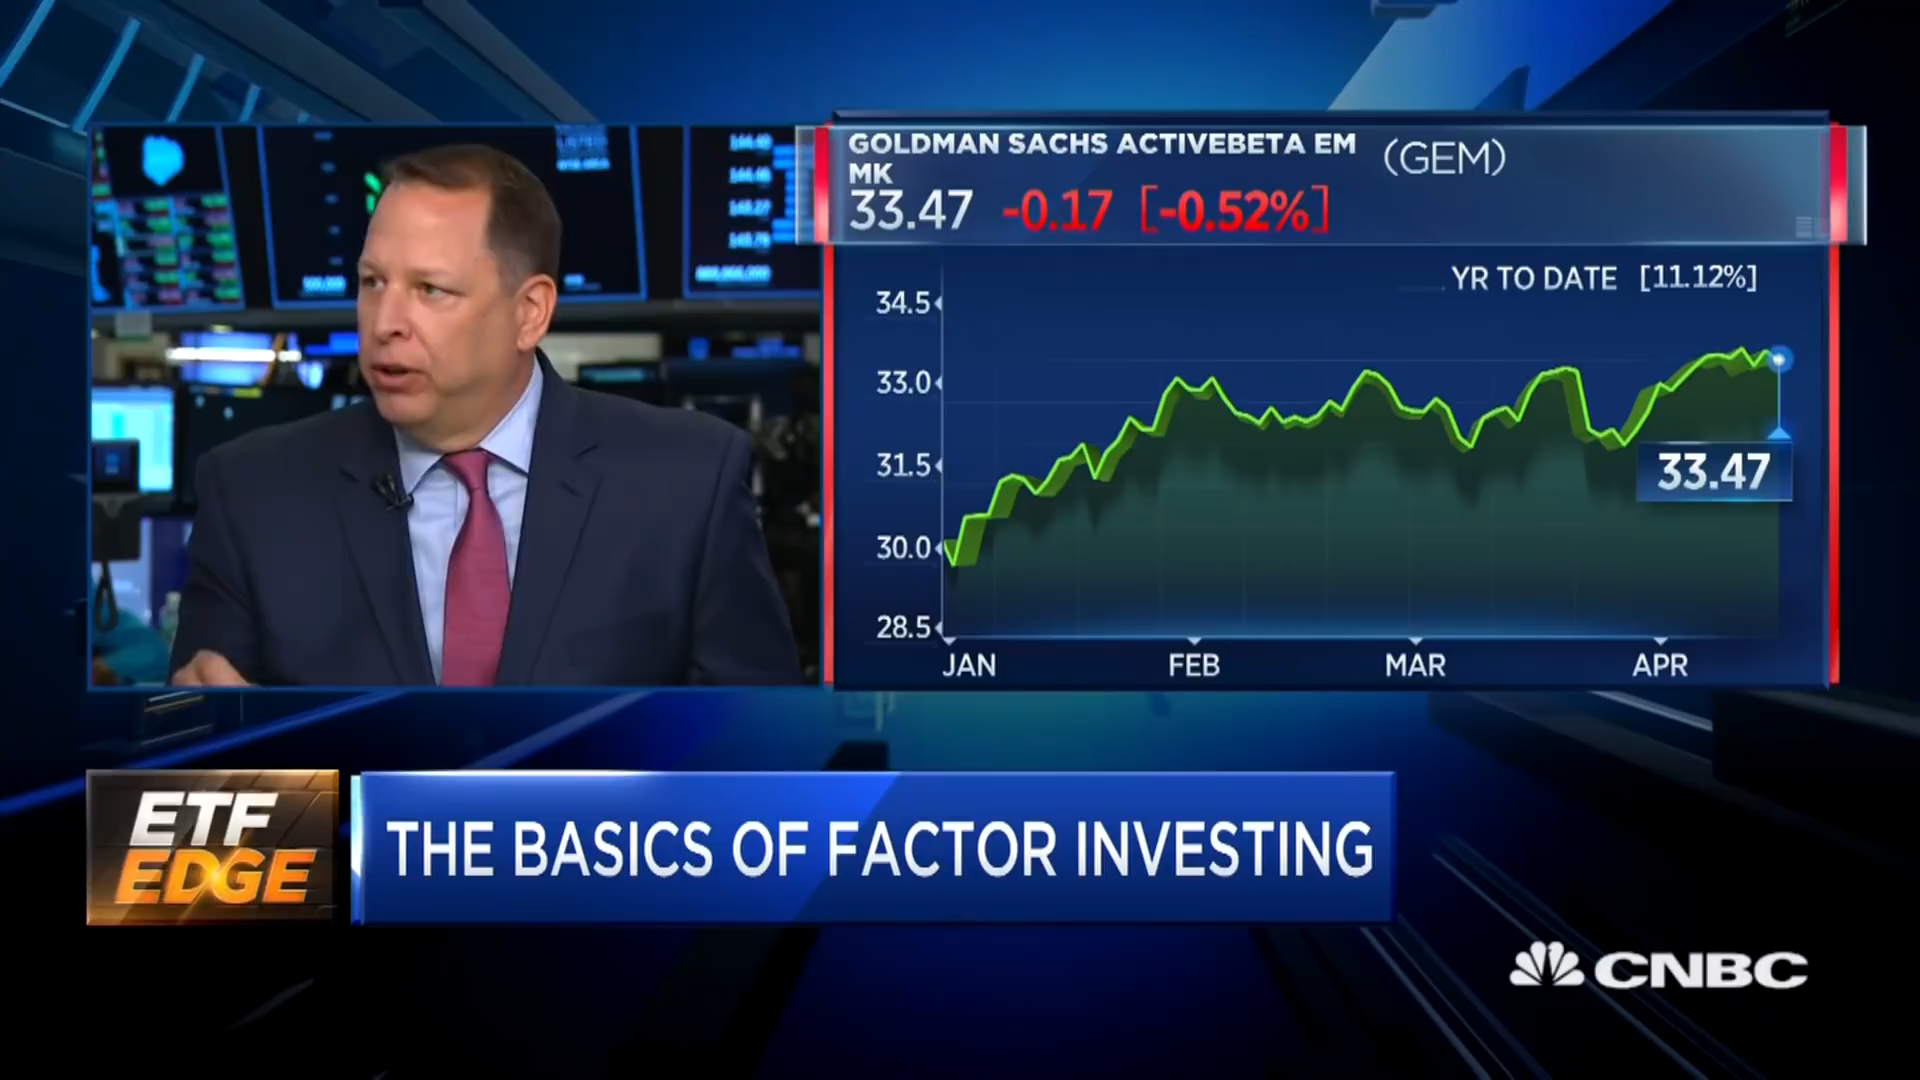 GOLDMAN SACHS ACTIVEBETA EM
MK
(GEM)
33.47 -0.17 [-0.52%]
YR TO DATE [11.12%]
34.5
33.0
31.5
30.0
28.5
33.47
JAN FEB MAR APR
ETF
EDGE
THE BASICS OF FACTOR INVESTING
CNBC